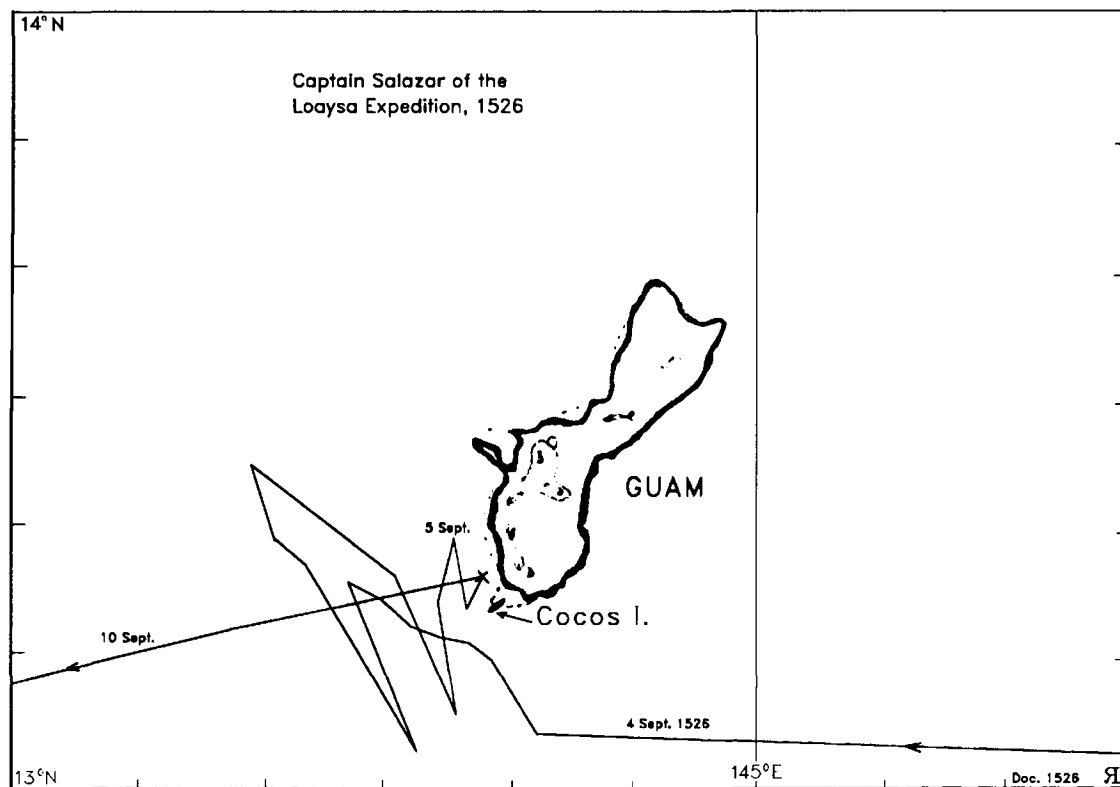 14°N
Captain Salazar of the
Loaysa Expedition, 1526
GUAM
5 Sept.
Cocos I.
10 Sept.
4 Sept. 1526
13°N
145°E
Doc. 1526